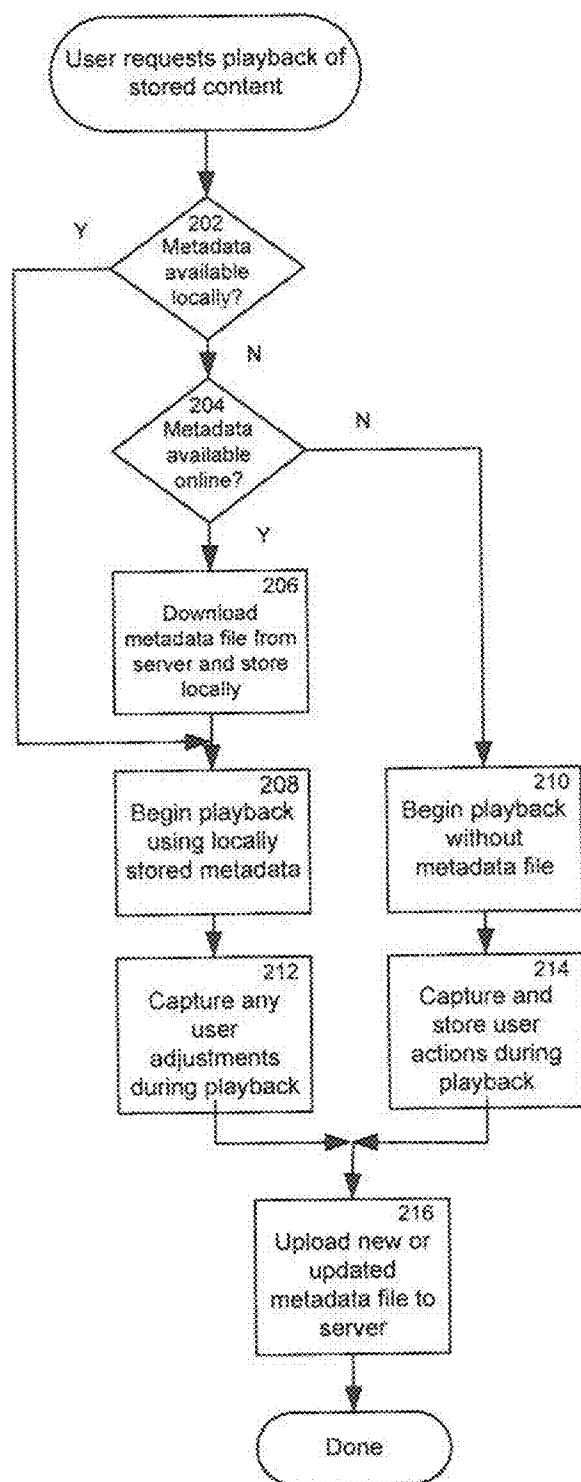 User requests playback of
stored content
Y
202
Metadata
available
locally?
N
204
Metadata
available
online?
N
Y
206
Download
metadata file from
server and store
locally
208
Begin playback
using locally
stored metadata
210
Begin playback
without
metadata file
212
Capture any
user
adjustments
during playback
214
Capture and
store user
actions during
playback
216
Upload new or
updated
metadata file to
server
Done